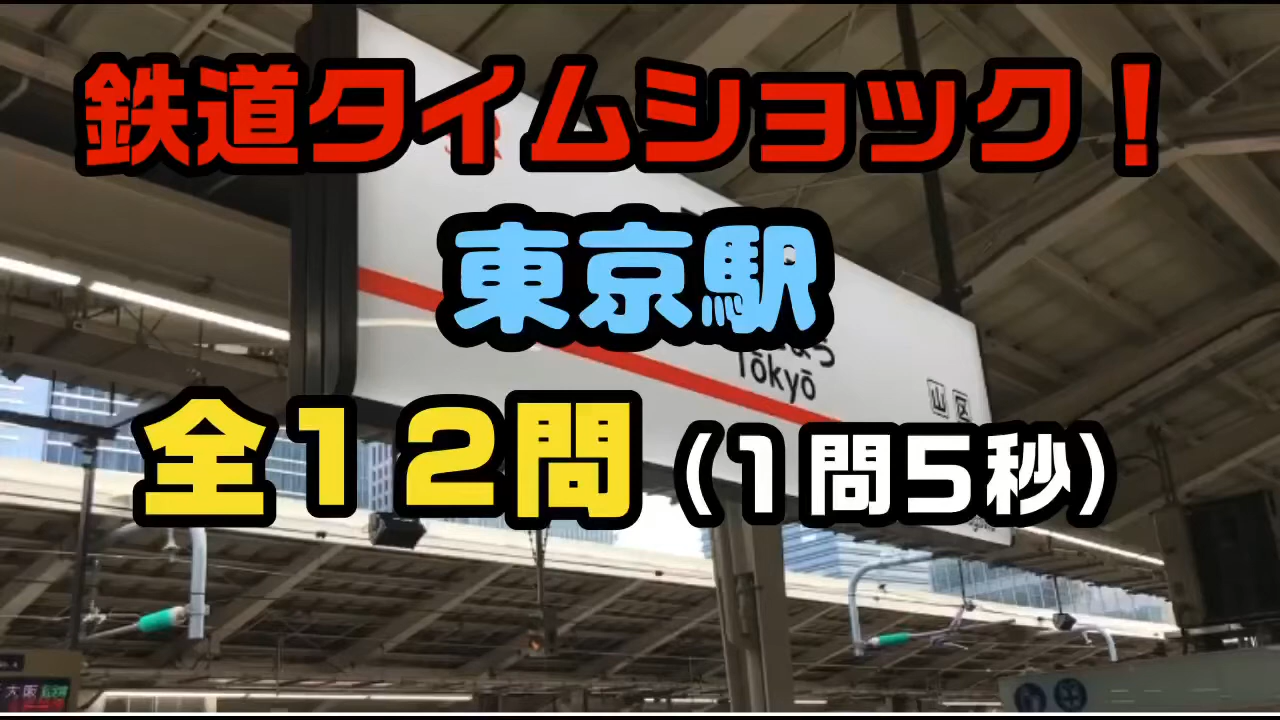 鉄道タイムショック！
東京駅
Tōkyō
山 区
全１２問（１問５秒）
大阪